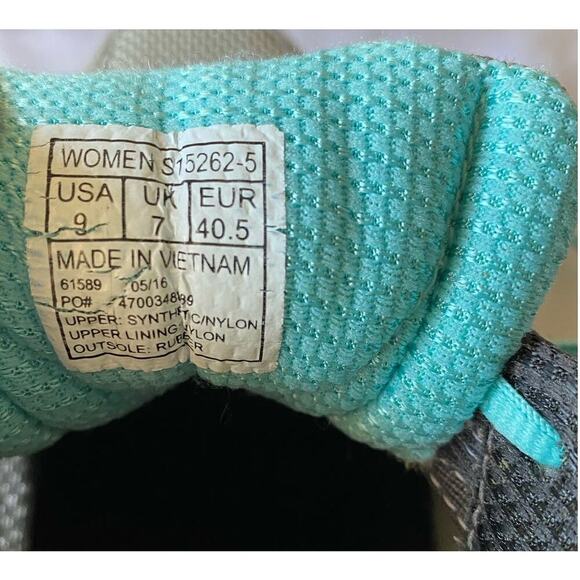 WOMEN S15262-5
USA UK EUR
9 7 40.5
MADE IN VIETNAM
61589 05/16
PO#
UPPER: SYNTHETIC/NYLON
UPPER LINING: NYLON
OUTSOLE: RUBBER